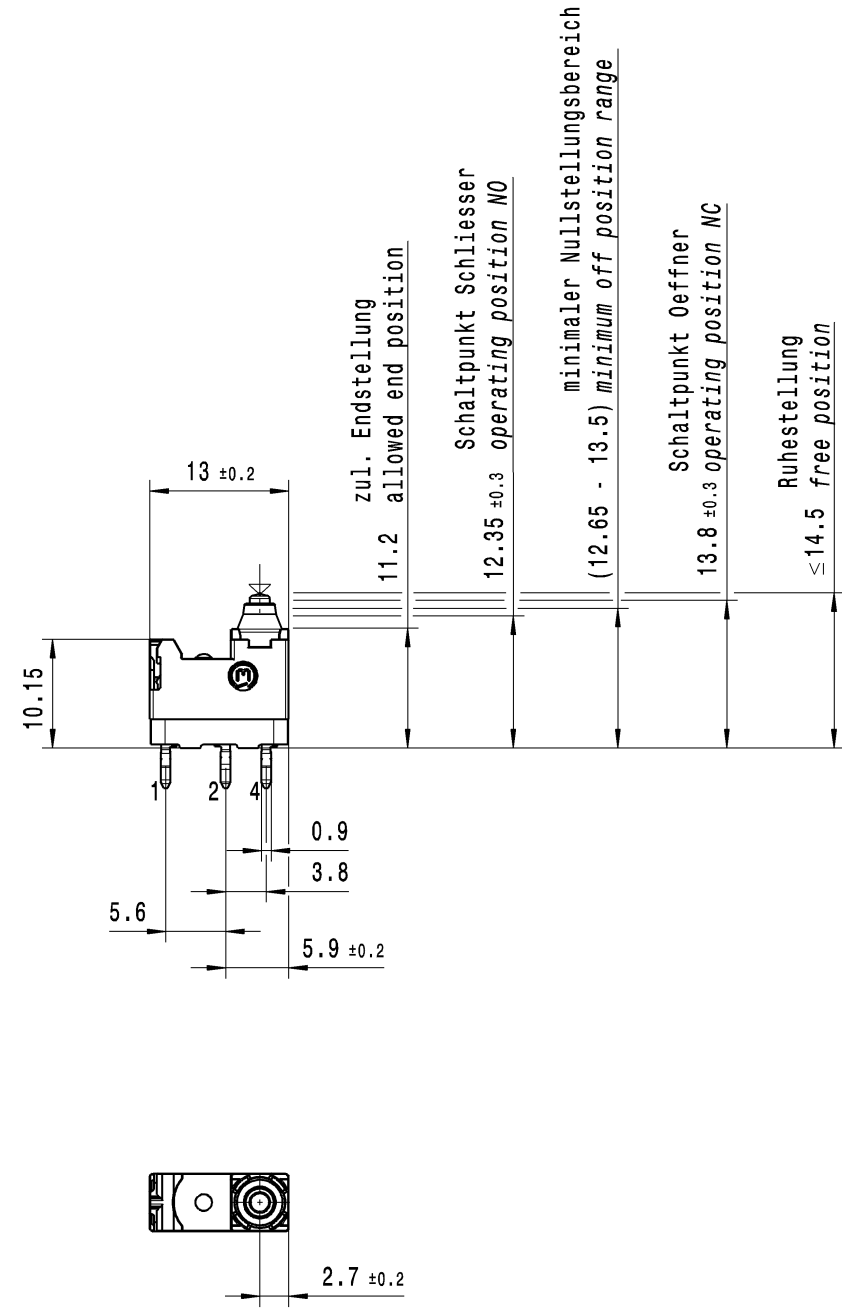 minimaler Nullstellungsbereich
(12.65 - 13.5) minimum off position range
Schaltpunkt Schliesser
12.35 ±0.3 operating position NO
Schaltpunkt Oeffner
13.8 ±0.3 operating position NC
zul. Endstellung
allowed end position
11.2
Ruhestellung
≤14.5 free position
13 ±0.2
10.15
1
2
4
0.9
3.8
5.6
5.9 ±0.2
2.7 ±0.2